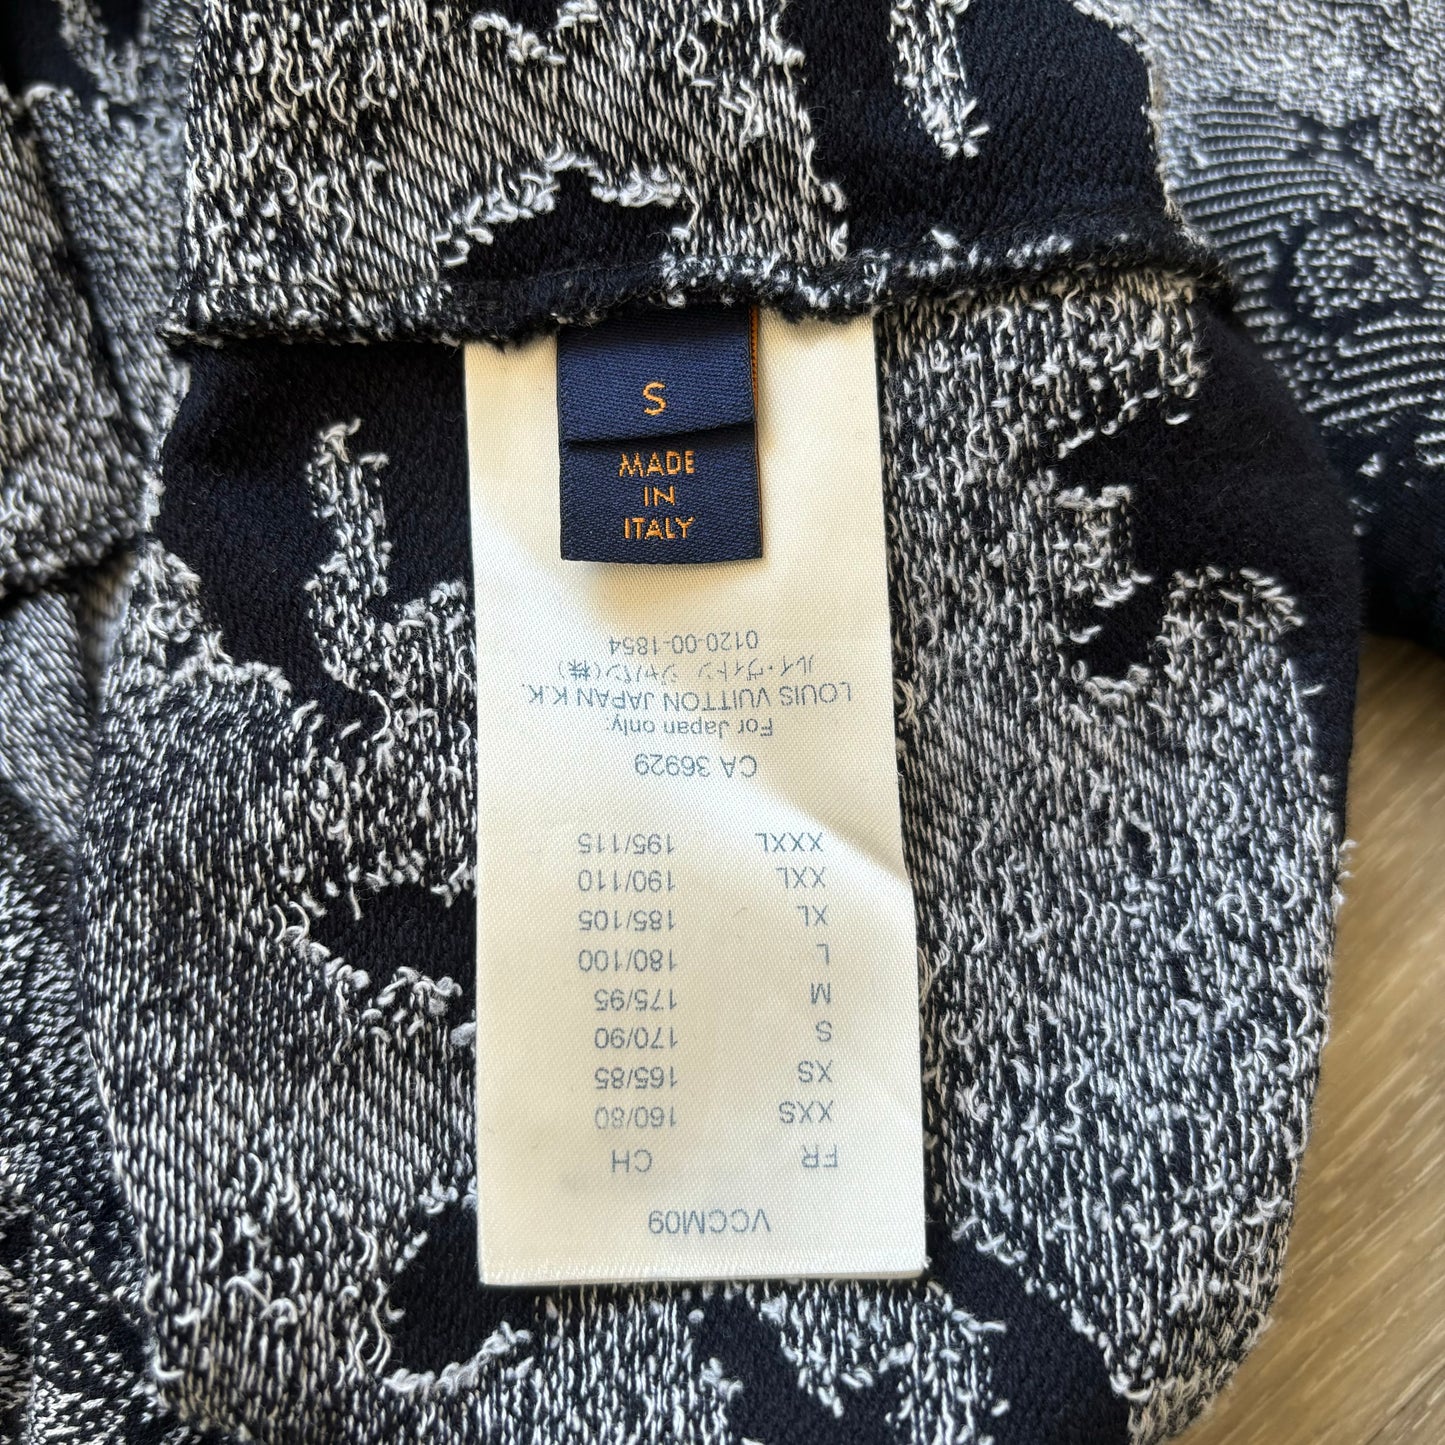 S
MADE
IN
ITALY
VCCM09
FR CH
XXS 160/80
XS 165/85
S 170/90
M 175/95
L 180/100
XL 185/105
XXL 190/110
XXXL 195/115
CA 36929
For Japan only:
LOUIS VUITTON JAPAN K.K.
ルイ・ヴィトン ジャパン(株)
0120-00-1854